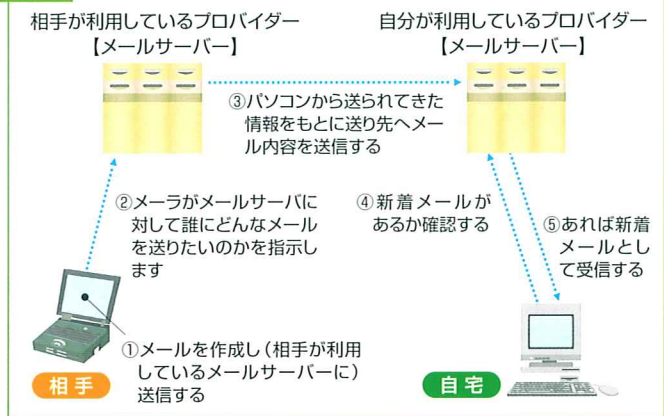 相手が利用しているプロバイダー
【メールサーバー】
自分が利用しているプロバイダー
【メールサーバー】
③パソコンから送られてきた
情報をもとに送り先へメー
ル内容を送信する
②メーラがメールサーバに
対して誰にどんなメール
を送りたいのかを指示し
ます
④新着メールが
あるか確認する
⑤あれば新着
メールとし
て受信する
①メールを作成し（相手が利用
しているメールサーバーに）
送信する
相手
自宅